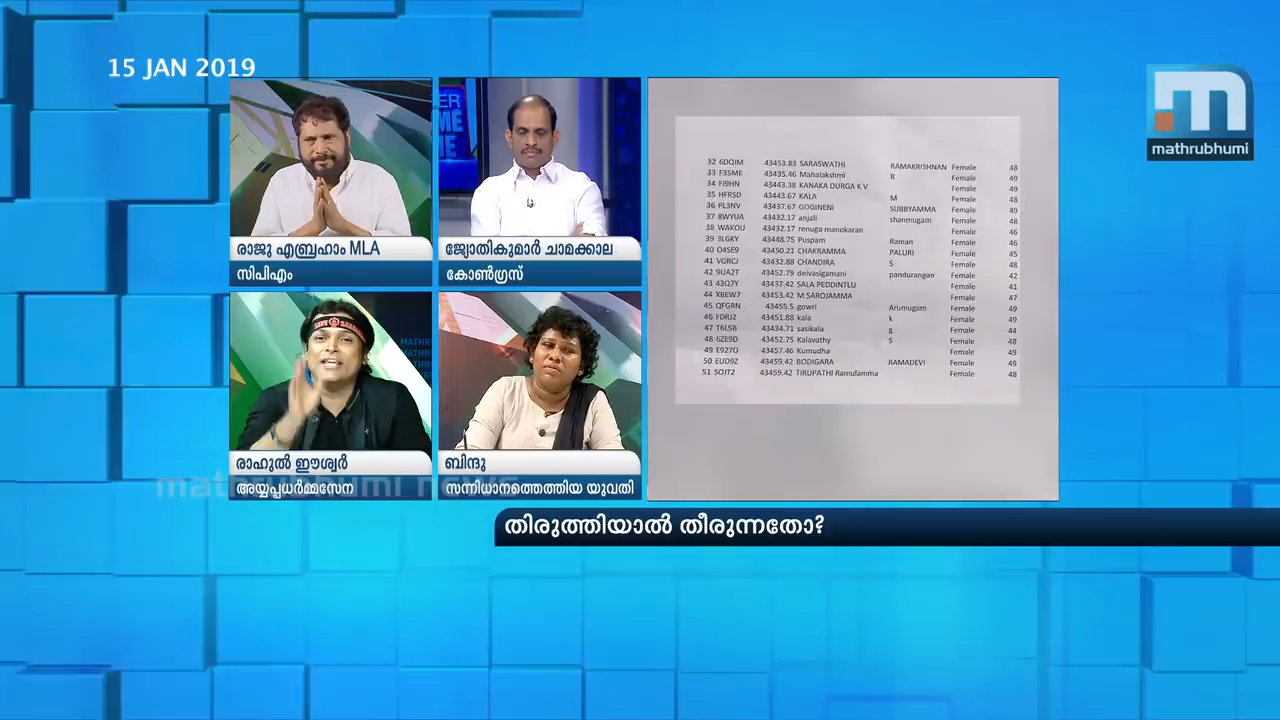 15 JAN 2019
mathrubhumi
രാജു എബ്രഹാം MLA
സിപിഎം
ജ്യോതികുമാർ ചാമക്കാല
കോൺഗ്രസ്
32 6DQJM 43453.83 SARASWATHI RAMAKRISHNAN Female 48
33 F35ME 43435.46 Mahalakshmi R Female 49
34 FI9HN 43443.38 KANAKA DURGA K V Female 49
35 HFRSD 43443.67 KALA M Female 48
36 PL3NV 43437.67 GOGINENI SUBBYAMMA Female 49
37 8WYUA 43432.17 anjali shanmugam Female 48
38 WAKOU 43432.17 renuga manokaran Female 46
39 3LGKY 43448.75 Puspam Raman Female 46
40 O4SE9 43450.21 CHAKRAMMA PALURI Female 45
41 VGRCJ 43432.88 CHANDIRA S Female 48
42 9UA2T 43452.79 deivasigamani pandurangan Female 42
43 43Q7Y 43437.42 SALA PEDDINTLU Female 41
44 XBEW7 43453.42 M SAROJAMMA Female 47
45 QFGRN 43455.5 gowri Arumugam Female 49
46 FDRJ2 43451.88 kala k Female 49
47 T6LSB 43434.71 sasikala g Female 44
48 6ZE9D 43452.75 Kalavathy S Female 48
49 E9Z7O 43457.46 Kumudha Female 49
50 EUD9Z 43459.42 BODIGARA RAMADEVI Female 49
51 5OJT2 43459.42 TIRUPATHI Ramulamma Female 48
രാഹുൽ ഈശ്വർ
അയ്യപ്പധർമ്മസേന
ബിന്ദു
സന്നിധാനത്തെത്തിയ യുവതി
mathrubhumi news
തിരുത്തിയാൽ തീരുന്നതോ?